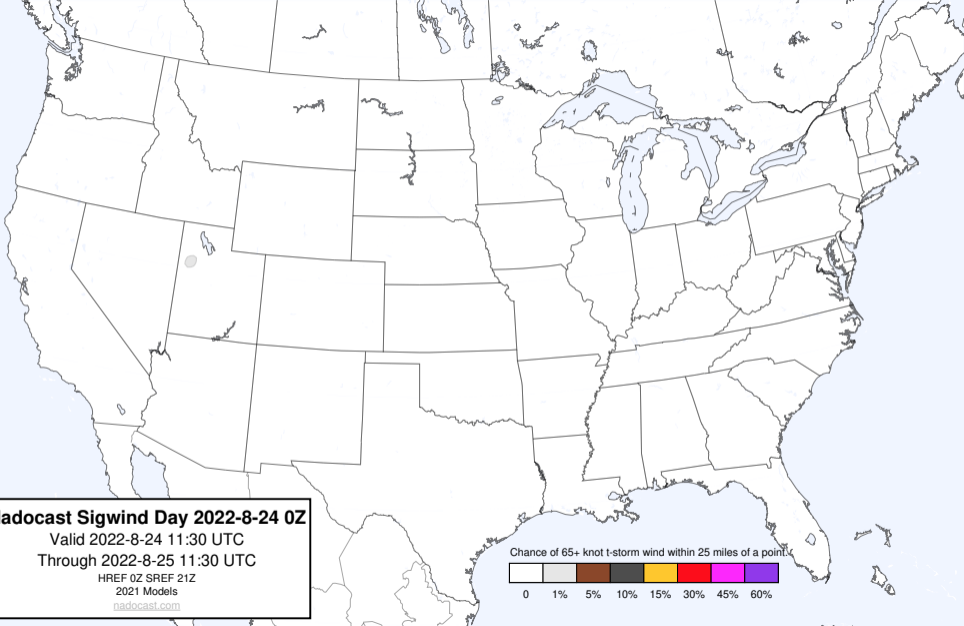 adocast Sigwind Day 2022-8-24 0Z
Valid 2022-8-24 11:30 UTC
Through 2022-8-25 11:30 UTC
HREF 0Z SREF 21Z
2021 Models
nadocast.com
Chance of 65+ knot t-storm wind within 25 miles of a point.
0 1% 5% 10% 15% 30% 45% 60%